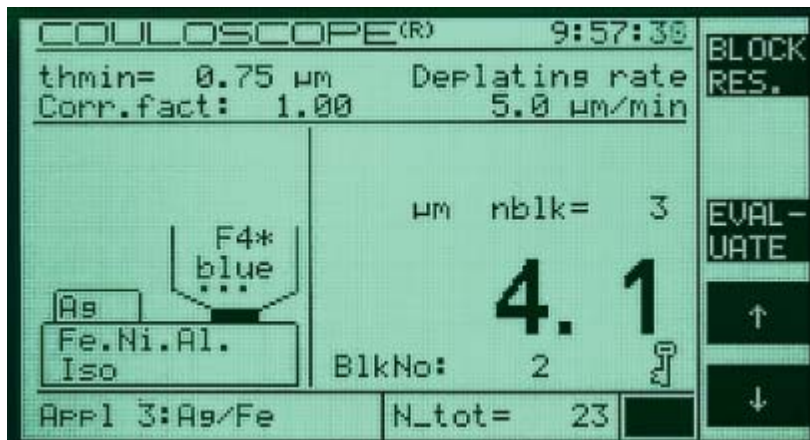 COULOSCOPE(R) 9:57:38
BLOCK
RES.
thmin= 0.75 µm Deplating rate
Corr.fact: 1.00 5.0 µm/min
µm nblk= 3
EVAL-
UATE
F4*
blue
4.1
Ag
Fe.Ni.Al.
Iso
BlkNo: 2
↑
↓
Appl 3:Ag/Fe N_tot= 23